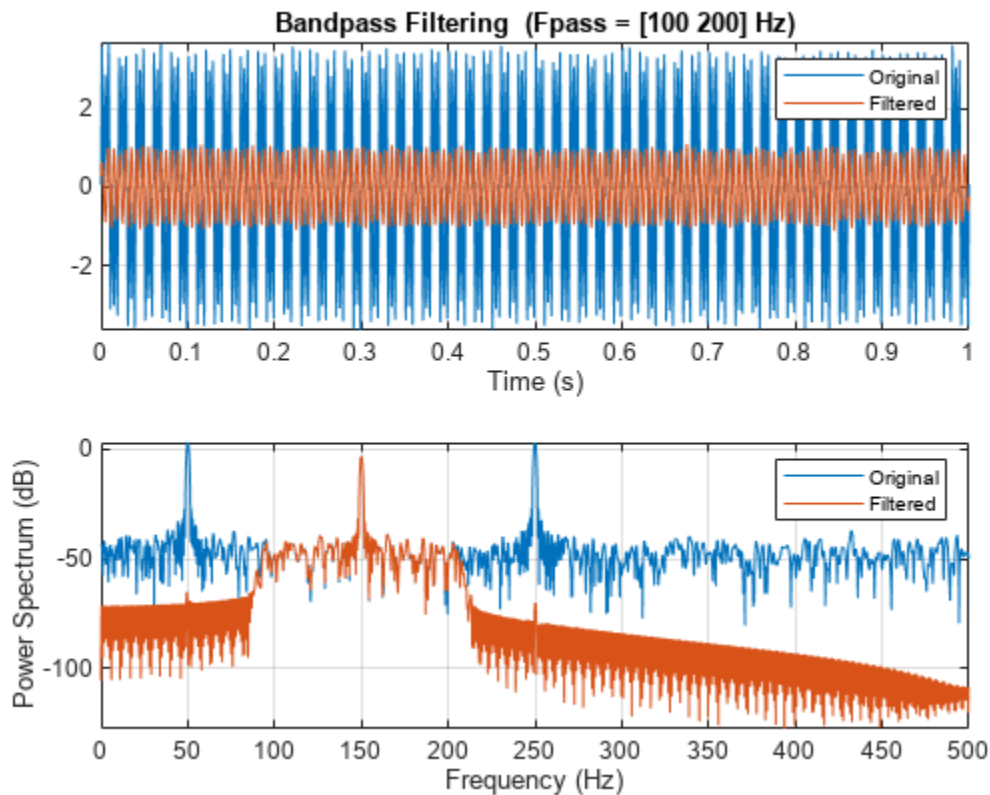 Bandpass Filtering (Fpass = [100 200] Hz)
Original
Filtered
2
0
-2
0 0.1 0.2 0.3 0.4 0.5 0.6 0.7 0.8 0.9 1
Time (s)
Power Spectrum (dB)
Original
Filtered
0
-50
-100
0 50 100 150 200 250 300 350 400 450 500
Frequency (Hz)